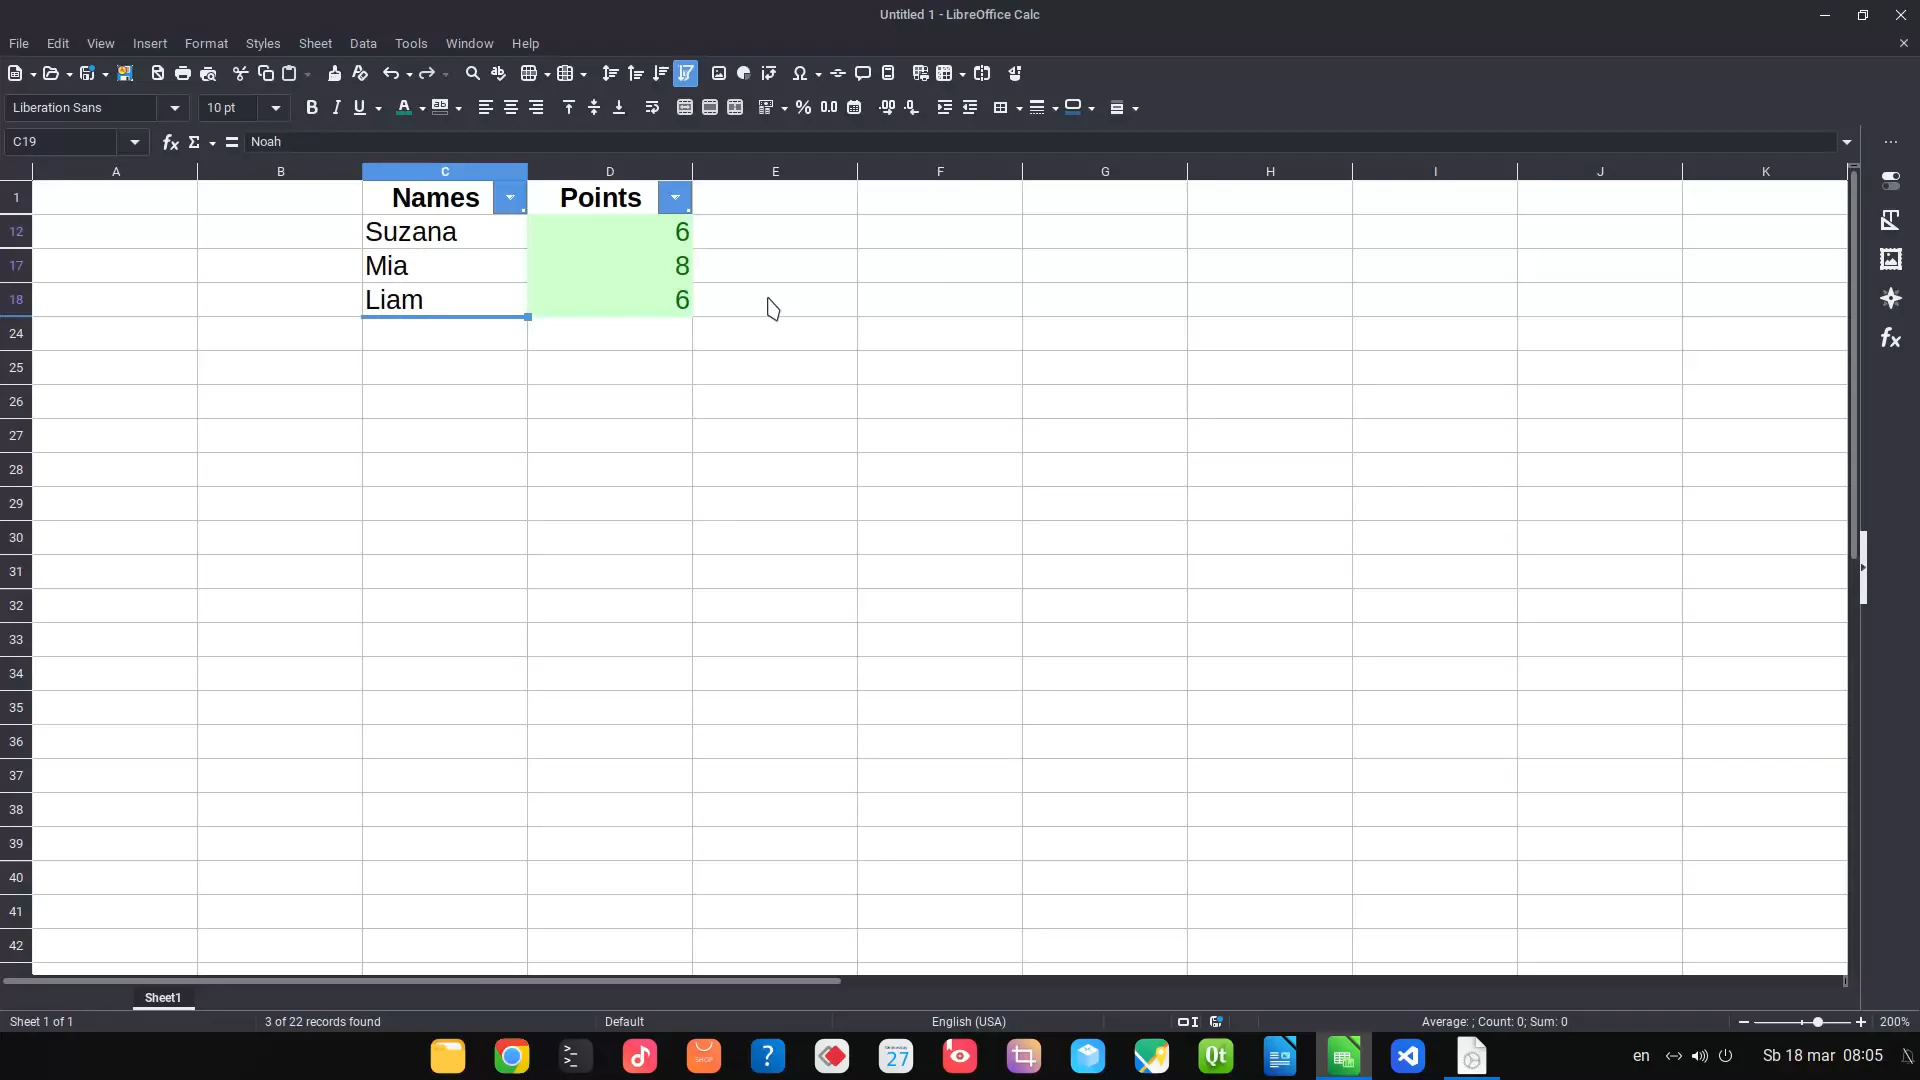 Untitled 1 - LibreOffice Calc
File Edit View Insert Format Styles Sheet Data Tools Window Help
Liberation Sans 10 pt
C19 Noah
A B C D E F G H I J K
1 Names Points
12 Suzana 6
17 Mia 8
18 Liam 6
24
25
26
27
28
29
30
31
32
33
34
35
36
37
38
39
40
41
42
Sheet1
Sheet 1 of 1 3 of 22 records found Default English (USA) Average: ; Count: 0; Sum: 0 200%
SHOP 27 Qt en Sb 18 mar 08:05